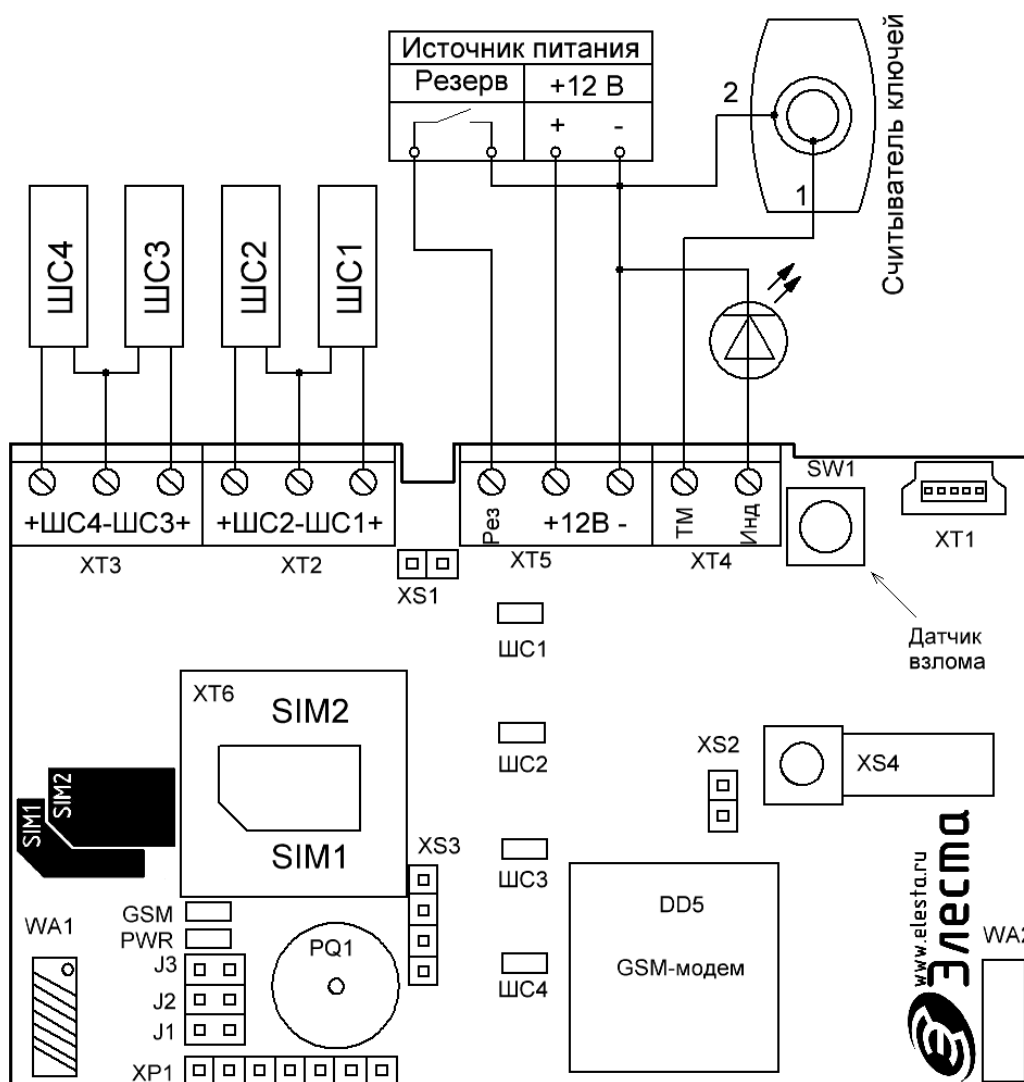 Источник питания
Резерв +12 В
+ -
2
1
Считыватель ключей
ШС4 ШС3 ШС2 ШС1
+ШС4-ШС3+ +ШС2-ШС1+ Рез +12В - ТМ Инд
SW1
XT3 XT2 XS1 XT5 XT4 XT1
Датчик
взлома
ШС1
XT6
SIM2
SIM1
SIM1
SIM2
ШС2
XS2
XS4
XS3
ШС3
GSM
PWR
WA1
J3
J2
J1
PQ1
ШС4
DD5
GSM-модем
www.elesta.ru
Элеста
WA2
XP1